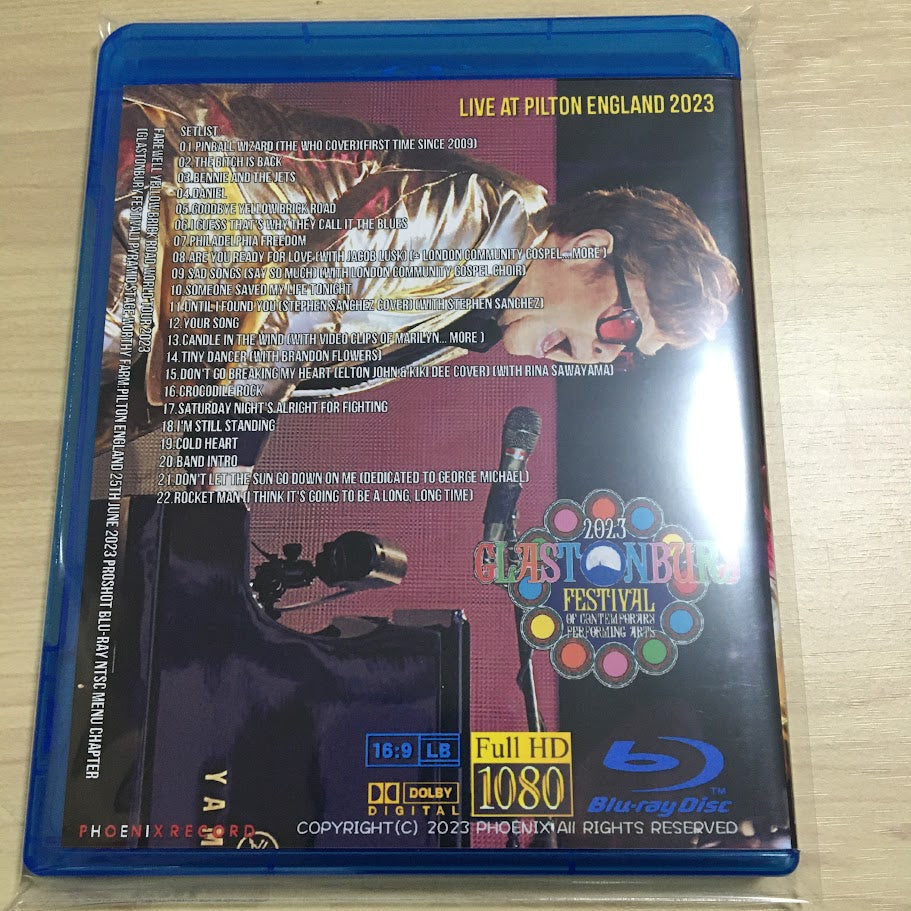 LIVE AT PILTON ENGLAND 2023
SETLIST
01.PINBALL WIZARD (THE WHO COVER)(FIRST TIME SINCE 2009)
02.THE BITCH IS BACK
03.BENNIE AND THE JETS
04.DANIEL
05.GOODBYE YELLOW BRICK ROAD
06.I GUESS THAT'S WHY THEY CALL IT THE BLUES
07.PHILADELPHIA FREEDOM
08 ARE YOU READY FOR LOVE (WITH JACOB LUSK) (+ LONDON COMMUNITY GOSPEL...MORE )
09 SAD SONGS (SAY SO MUCH) (WITH LONDON COMMUNITY GOSPEL CHOIR)
10.SOMEONE SAVED MY LIFE TONIGHT
11.UNTIL I FOUND YOU (STEPHEN SANCHEZ COVER) (WITH STEPHEN SANCHEZ)
12.YOUR SONG
13.CANDLE IN THE WIND (WITH VIDEO CLIPS OF MARILYN... MORE )
14.TINY DANCER (WITH BRANDON FLOWERS)
15.DON'T GO BREAKING MY HEART (ELTON JOHN & KIKI DEE COVER) (WITH RINA SAWAYAMA)
16.CROCODILE ROCK
17.SATURDAY NIGHT'S ALRIGHT FOR FIGHTING
18.I'M STILL STANDING
19.COLD HEART
20.BAND INTRO
21.DON'T LET THE SUN GO DOWN ON ME (DEDICATED TO GEORGE MICHAEL)
22.ROCKET MAN (I THINK IT'S GOING TO BE A LONG, LONG TIME)
FAREWELL YELLOW BRICK ROAD WORLD TOUR 2023
(GLASTONBURY FESTIVAL) PYRAMID STAGE WORTHY FARM:PILTON ENGLAND 25TH JUNE 2023 PROSHOT BLU-RAY NTSC MENU CHAPTER
2023
GLASTONBURY
FESTIVAL
OF CONTEMPORARY
PERFORMING ARTS
16:9 LB
DOLBY
DIGITAL
Full HD
1080
Blu-ray Disc
TM
YAM
PHOENIX RECORD
COPYRIGHT(C) 2023 PHOENIX All RIGHTS RESERVED